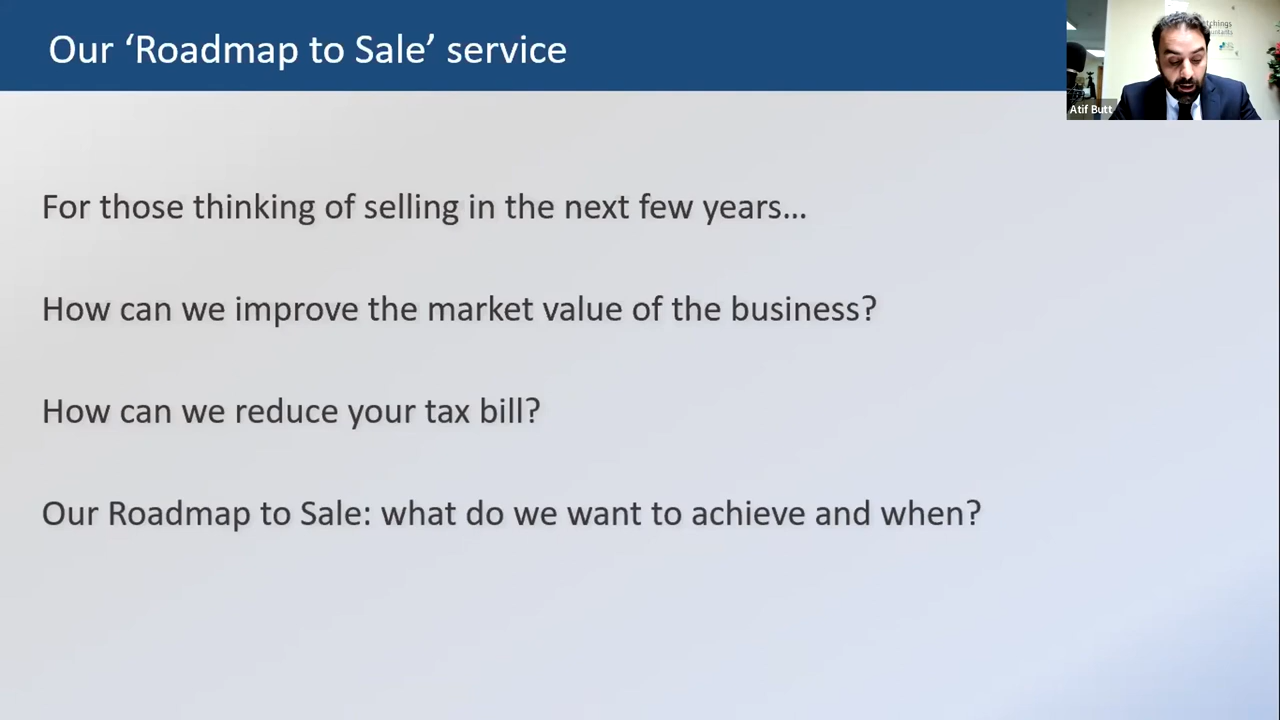 Our ‘Roadmap to Sale’ service
Atif Butt
For those thinking of selling in the next few years...
How can we improve the market value of the business?
How can we reduce your tax bill?
Our Roadmap to Sale: what do we want to achieve and when?